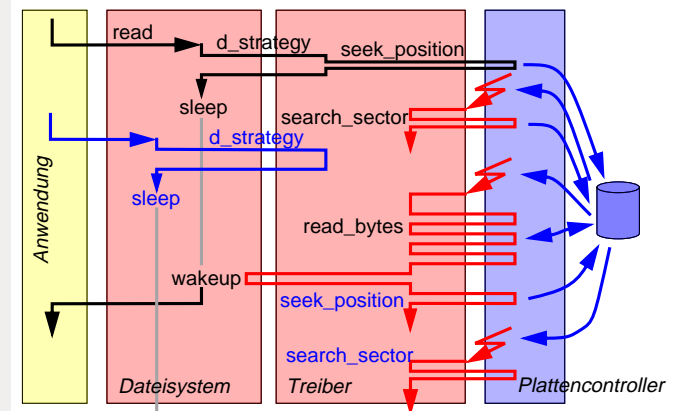 read
d_strategy
seek_position
sleep
search_sector
d_strategy
sleep
read_bytes
wakeup
seek_position
search_sector
Anwendung
Dateisystem
Treiber
Plattencontroller